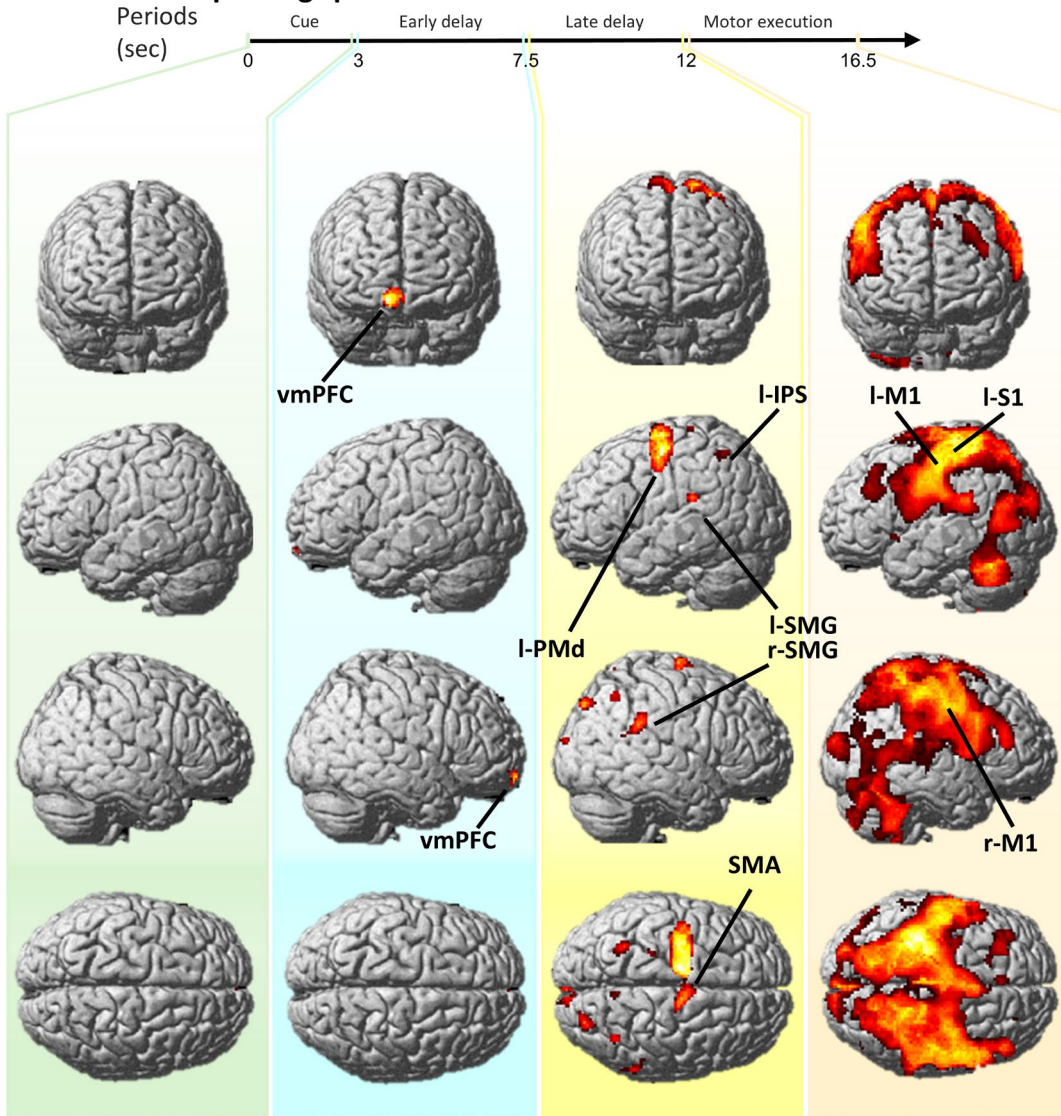 Periods
(sec)
Cue
Early delay
Late delay
Motor execution
0
3
7.5
12
16.5
vmPFC
l-IPS
l-M1
l-S1
l-PMd
l-SMG
r-SMG
vmPFC
r-M1
SMA